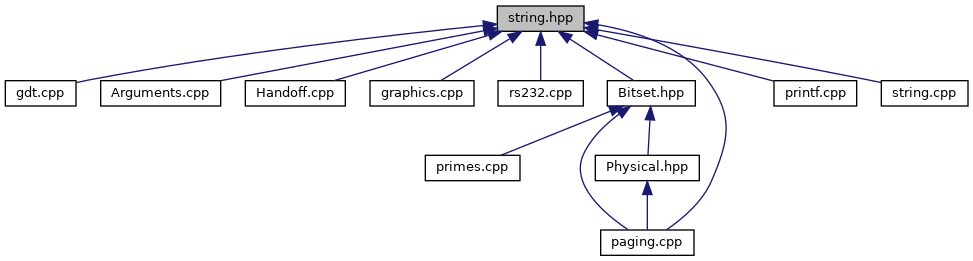 string.hpp
gdt.cpp
Arguments.cpp
Handoff.cpp
graphics.cpp
rs232.cpp
Bitset.hpp
printf.cpp
string.cpp
primes.cpp
Physical.hpp
paging.cpp